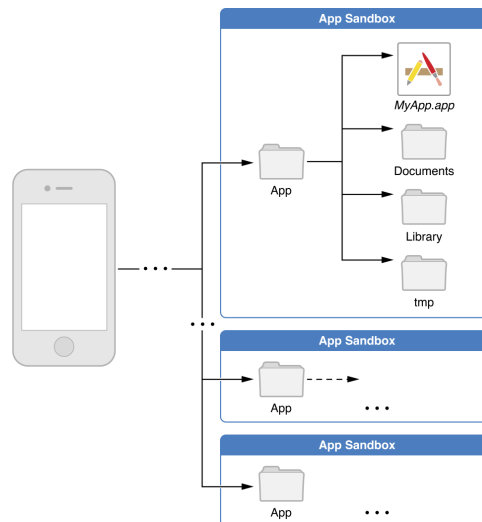 App Sandbox
MyApp.app
Documents
App
Library
tmp
App Sandbox
App
App Sandbox
App